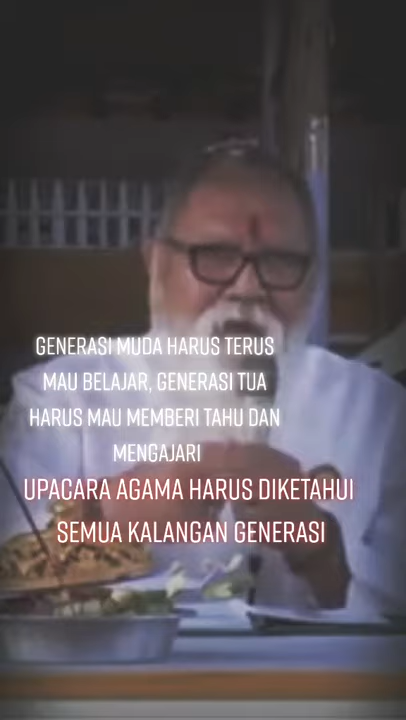 GENERASI MUDA HARUS TERUS
MAU BELAJAR, GENERASI TUA
HARUS MAU MEMBERI TAHU DAN
MENGAJARI
UPACARA AGAMA HARUS DIKETAHUI
SEMUA KALANGAN GENERASI